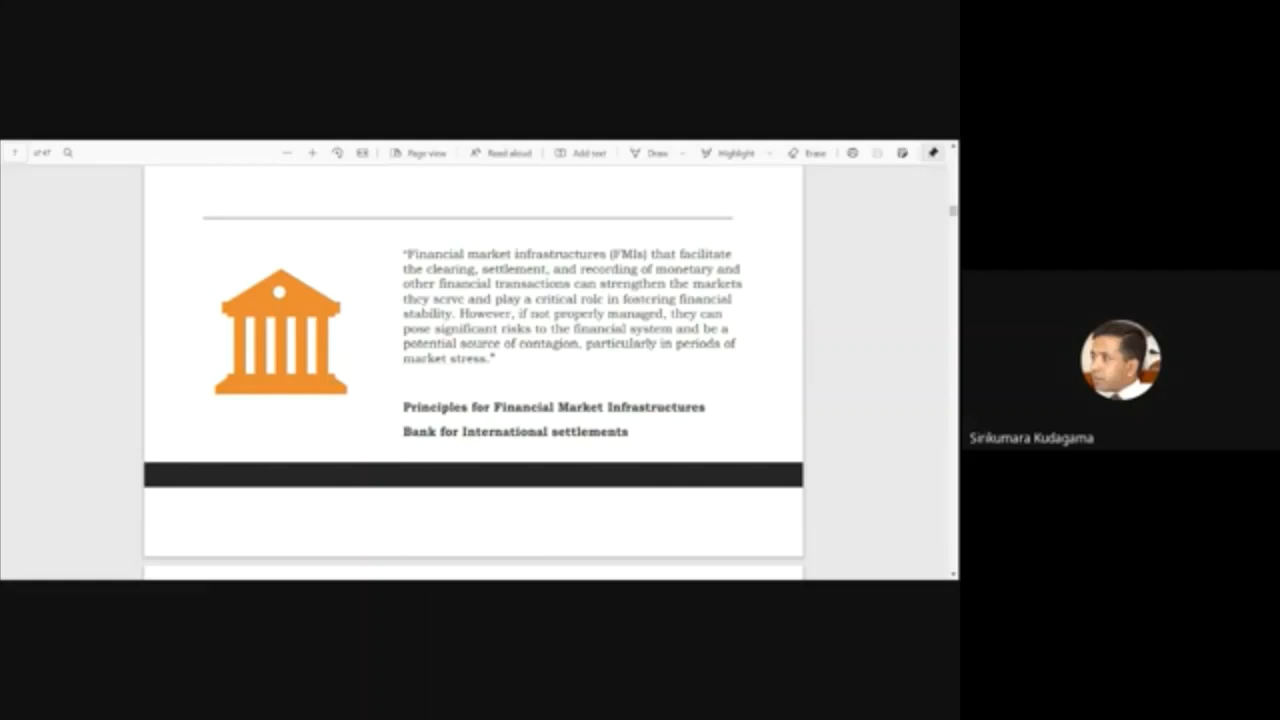 7 of 47
Page view
Read aloud
Add text
Draw
Highlight
Erase
"Financial market infrastructures (FMIs) that facilitate
the clearing, settlement, and recording of monetary and
other financial transactions can strengthen the markets
they serve and play a critical role in fostering financial
stability. However, if not properly managed, they can
pose significant risks to the financial system and be a
potential source of contagion, particularly in periods of
market stress."
Principles for Financial Market Infrastructures
Bank for International settlements
Sirikumara Kudagama